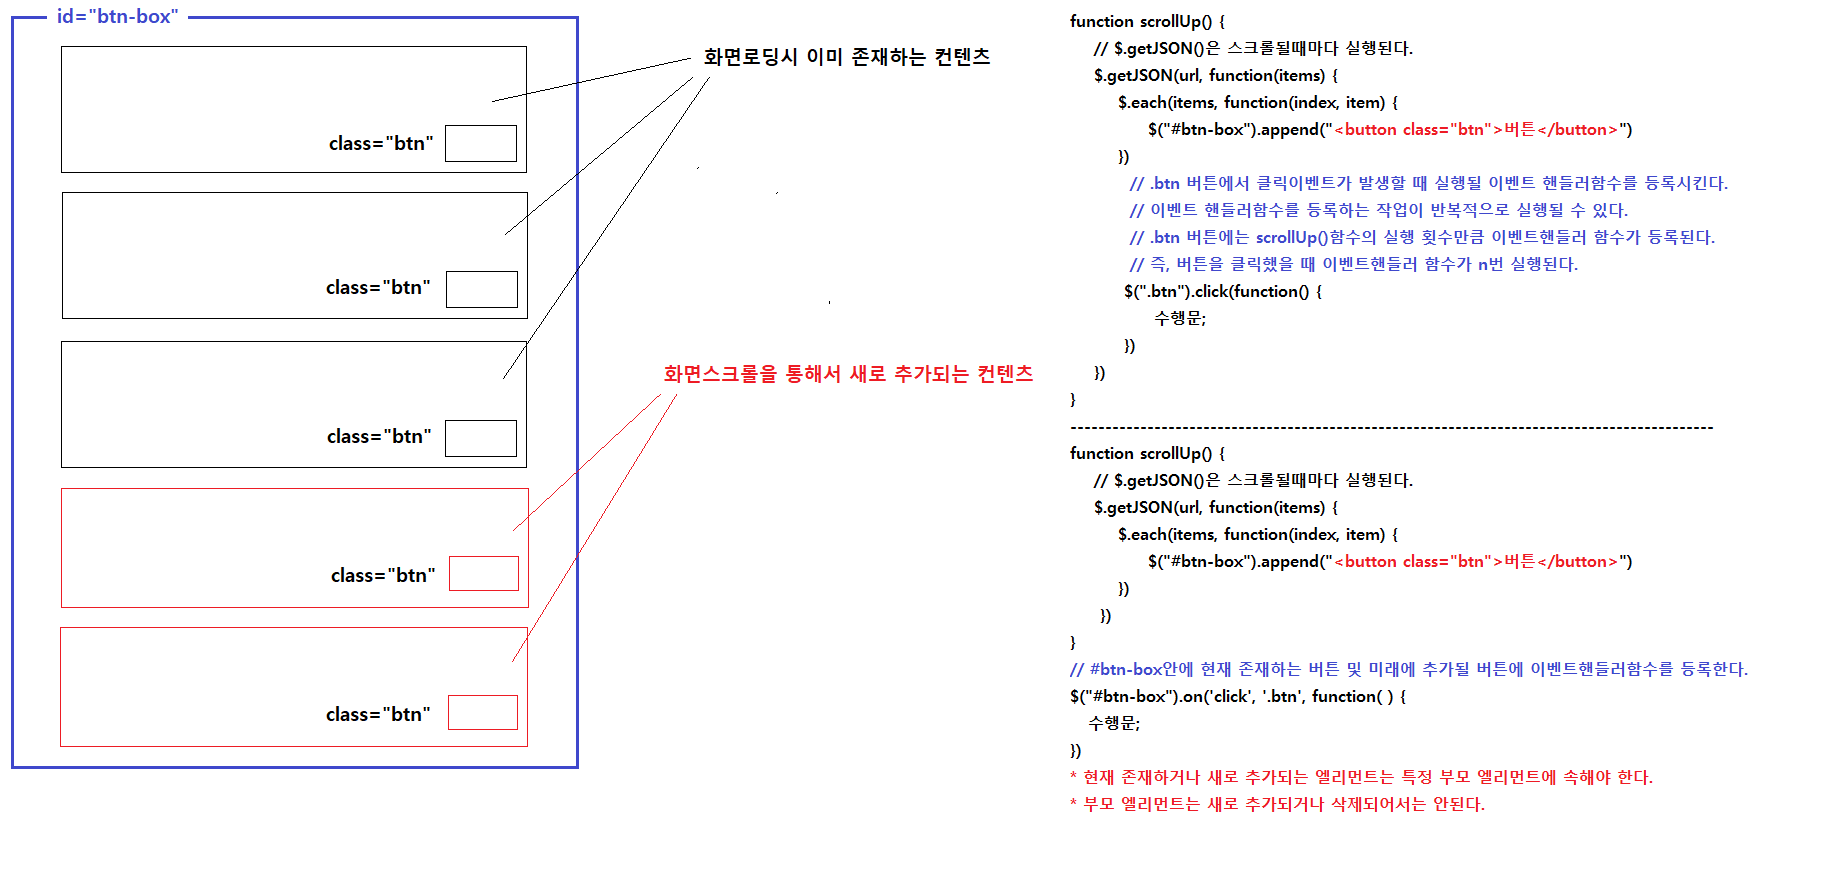 id="btn-box"
화면로딩시 이미 존재하는 컨텐츠
class="btn"
class="btn"
class="btn"
화면스크롤을 통해서 새로 추가되는 컨텐츠
class="btn"
class="btn"
function scrollUp() {
// $.getJSON()은 스크롤될때마다 실행된다.
$.getJSON(url, function(items) {
$.each(items, function(index, item) {
$("#btn-box").append("<button class="btn">버튼</button>")
})
// .btn 버튼에서 클릭이벤트가 발생할 때 실행될 이벤트 핸들러함수를 등록시킨다.
// 이벤트 핸들러함수를 등록하는 작업이 반복적으로 실행될 수 있다.
// .btn 버튼에는 scrollUp()함수의 실행 횟수만큼 이벤트핸들러 함수가 등록된다.
// 즉, 버튼을 클릭했을 때 이벤트핸들러 함수가 n번 실행된다.
$(".btn").click(function() {
수행문;
})
})
}
--------------------------------------------------------------------------------------------
function scrollUp() {
// $.getJSON()은 스크롤될때마다 실행된다.
$.getJSON(url, function(items) {
$.each(items, function(index, item) {
$("#btn-box").append("<button class="btn">버튼</button>")
})
})
}
// #btn-box안에 현재 존재하는 버튼 및 미래에 추가될 버튼에 이벤트핸들러함수를 등록한다.
$("#btn-box").on('click', '.btn', function( ) {
수행문;
})
* 현재 존재하거나 새로 추가되는 엘리먼트는 특정 부모 엘리먼트에 속해야 한다.
* 부모 엘리먼트는 새로 추가되거나 삭제되어서는 안된다.